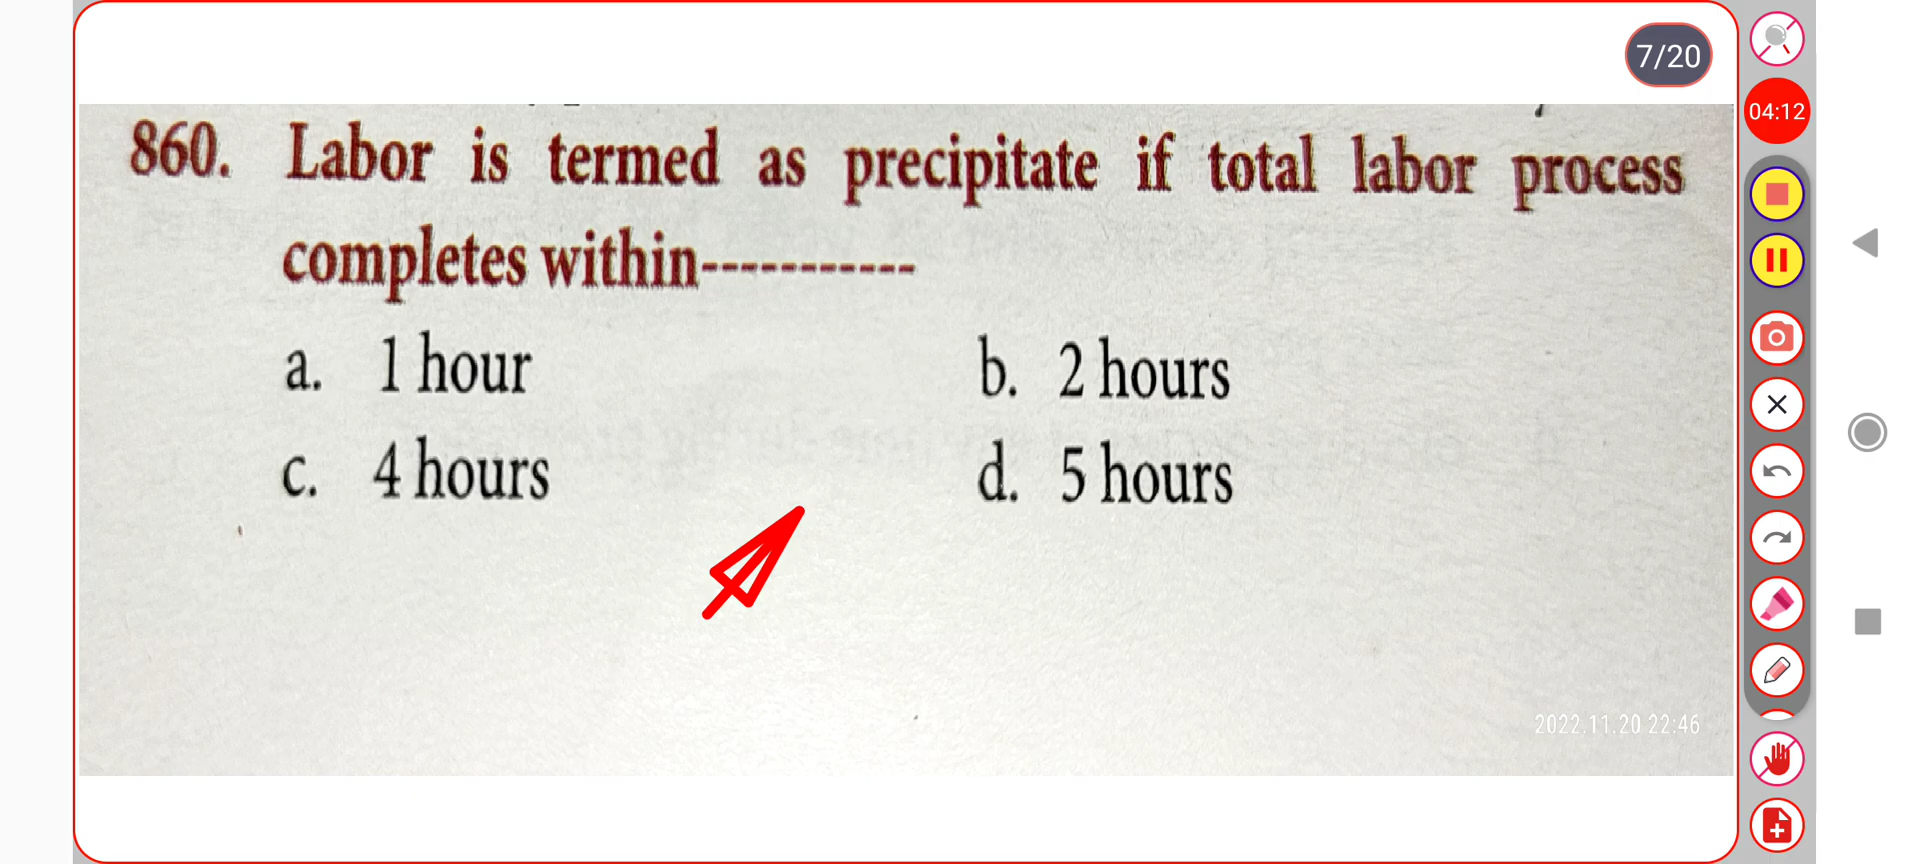 7/20
04:12
860. Labor is termed as precipitate if total labor process
completes within-----------
a. 1 hour
b. 2 hours
c. 4 hours
d. 5 hours
2022.11.20 22:46